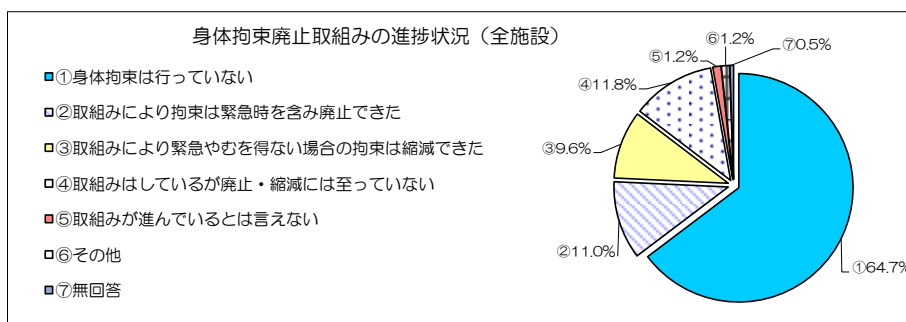 身体拘束廃止取組みの進捗状況（全施設）
①身体拘束は行っていない
②取組みにより拘束は緊急時を含み廃止できた
③取組みにより緊急やむを得ない場合の拘束は縮減できた
④取組みはしているが廃止・縮減には至っていない
⑤取組みが進んでいるとは言えない
⑥その他
⑦無回答
⑥1.2%
⑦0.5%
⑤1.2%
④11.8%
③9.6%
②11.0%
①64.7%